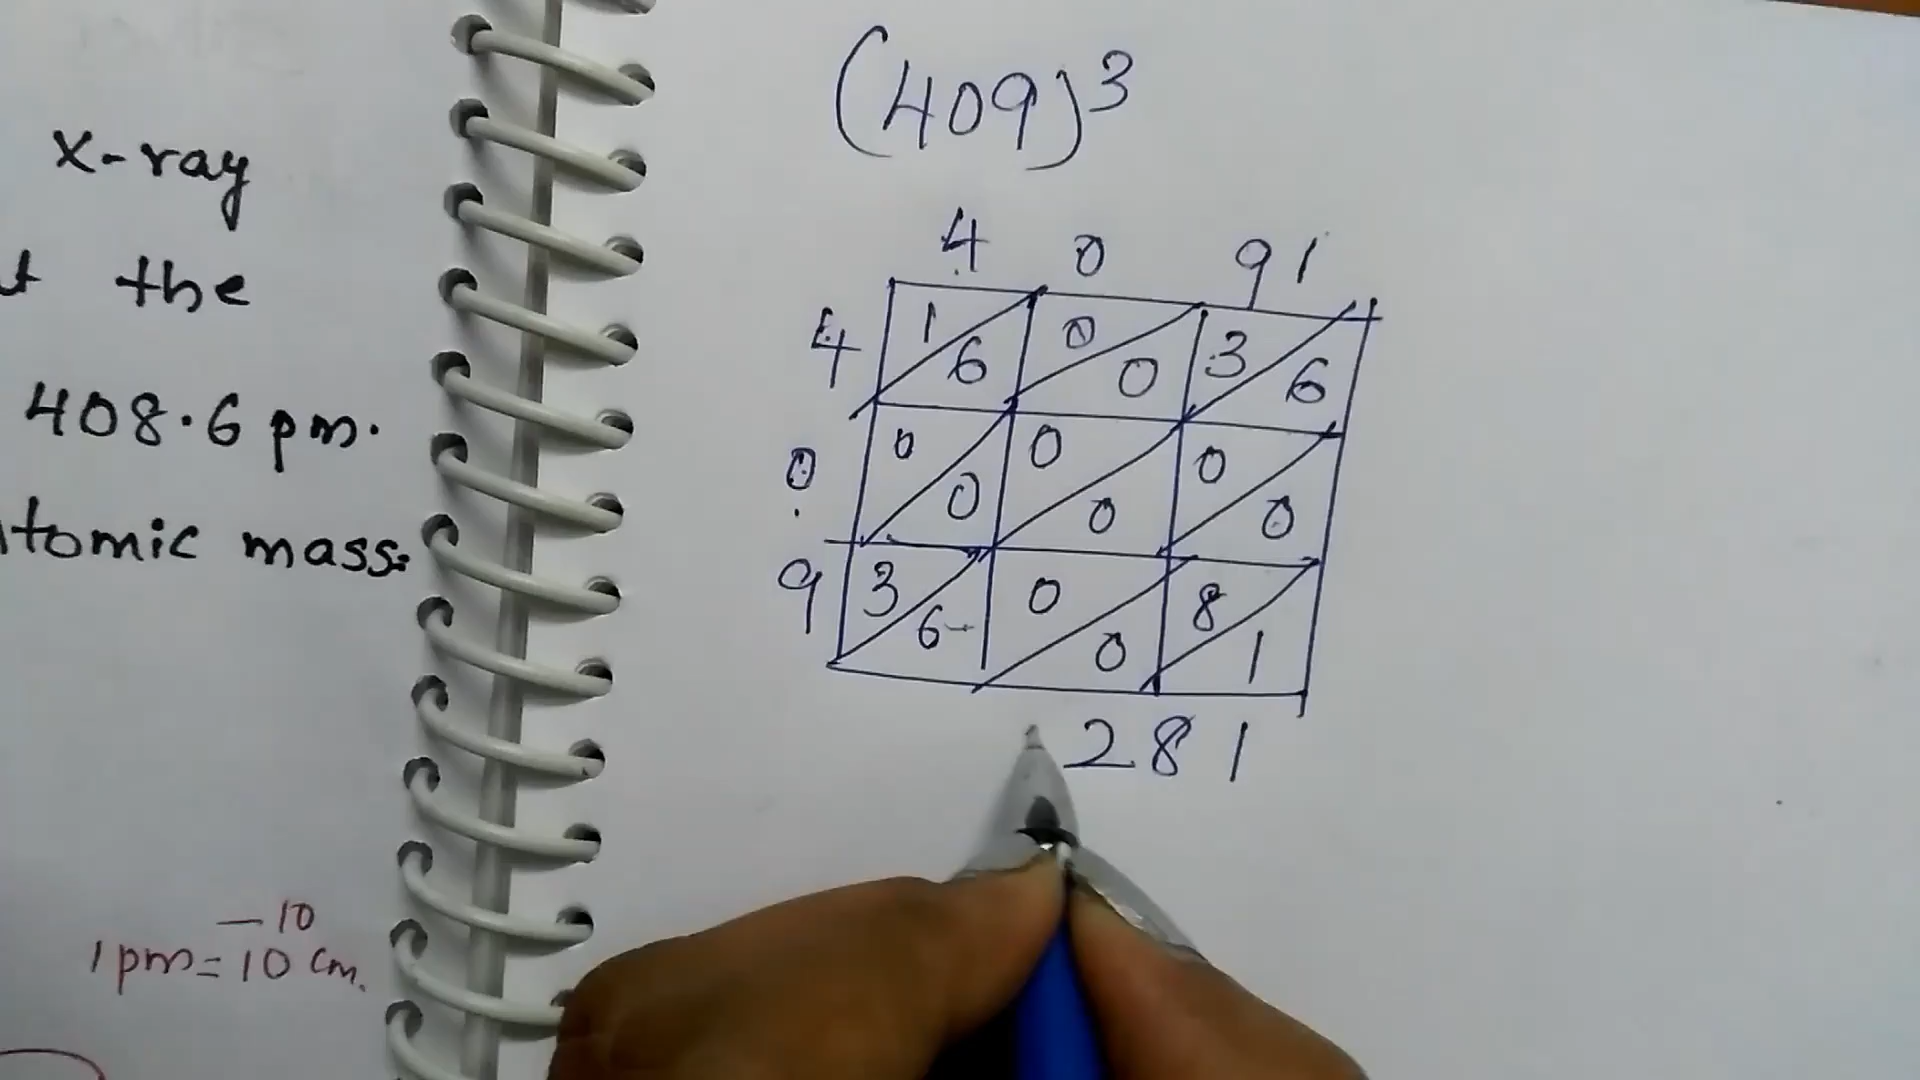 x-ray
t the
408.6 pm.
atomic mass:
-10
1 pm = 10 cm.
(409)3
4 0 9 1
4 1 6 0 0 3 6
0 0 0 0 0 0 0
9 3 6 0 0 8 1
2 8 1